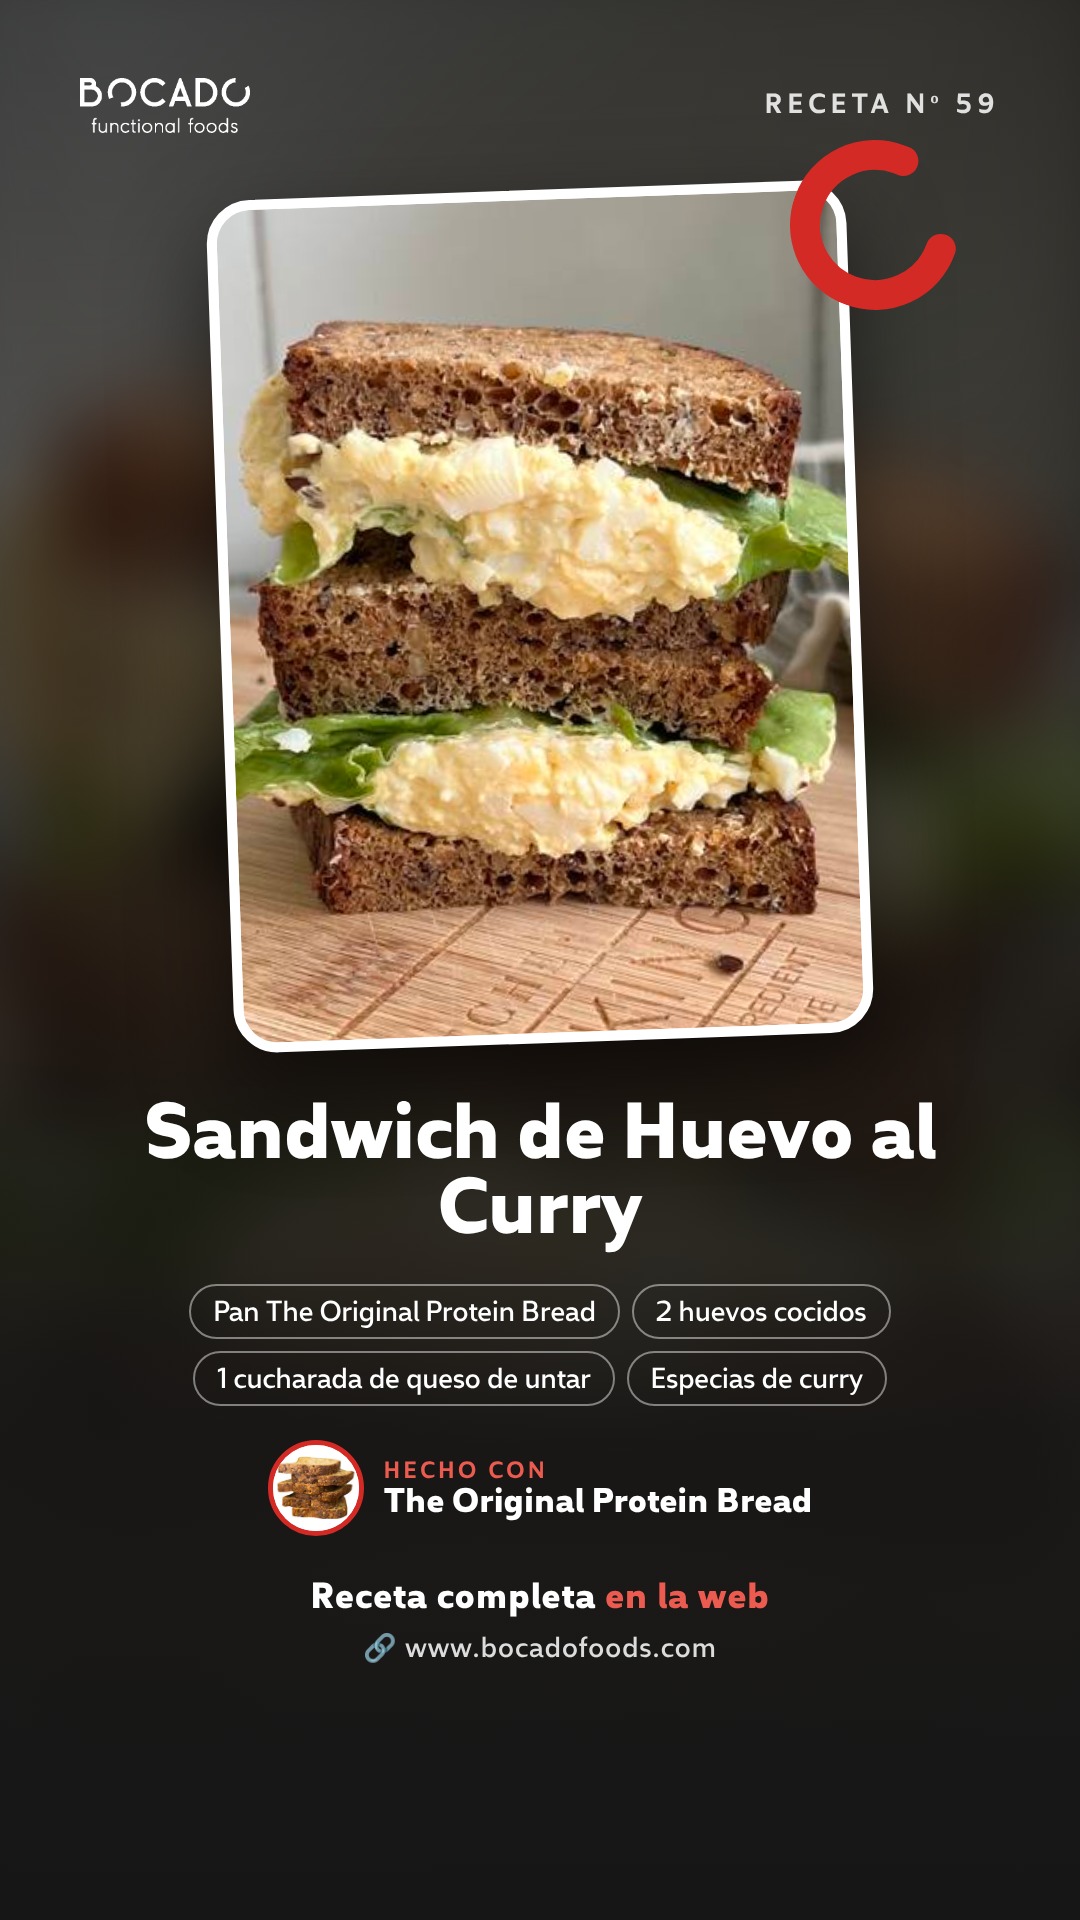 BOCADO
functional foods
RECETA Nº 59
Sandwich de Huevo al
Curry
Pan The Original Protein Bread
2 huevos cocidos
1 cucharada de queso de untar
Especias de curry
HECHO CON
The Original Protein Bread
Receta completa en la web
www.bocadofoods.com